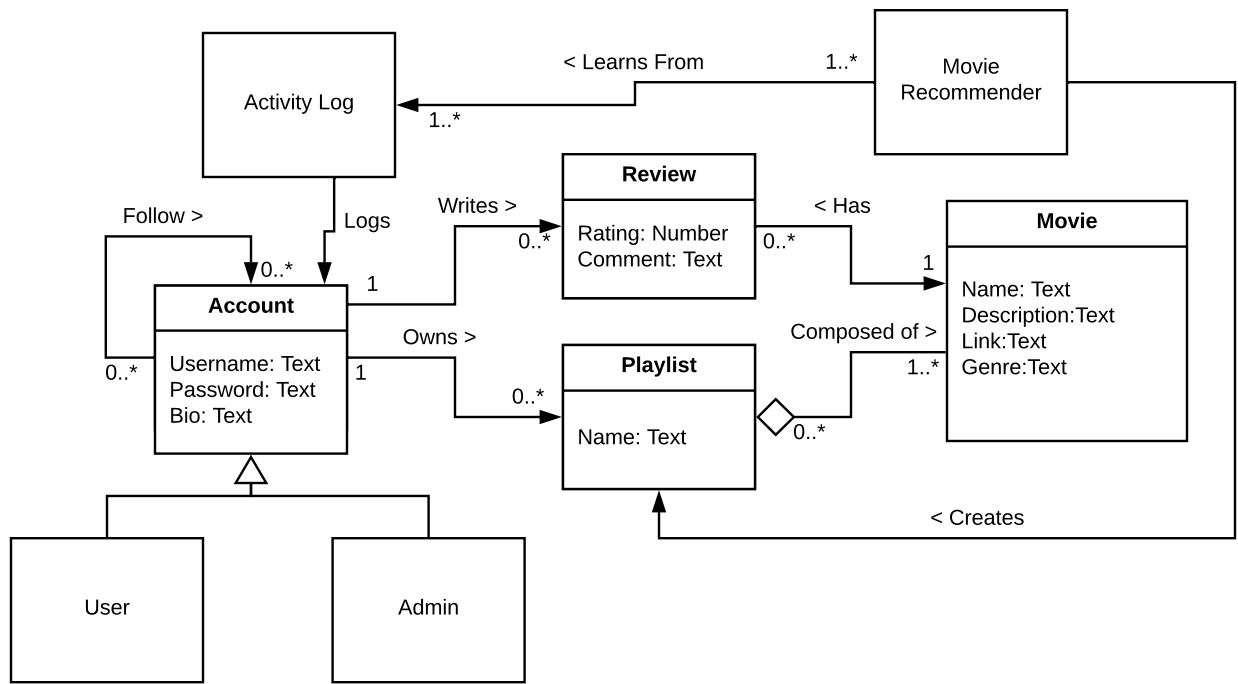 < Learns From
1..*
Movie
Recommender
Activity Log
1..*
Review
Follow >
Logs
Writes >
0..*
Rating: Number
Comment: Text
< Has
0..*
Movie
0..*
1
1
Account
Name: Text
Description:Text
Link:Text
Genre:Text
Owns >
Composed of >
Username: Text
Password: Text
Bio: Text
0..*
1
0..*
Playlist
1..*
Name: Text
0..*
< Creates
User
Admin